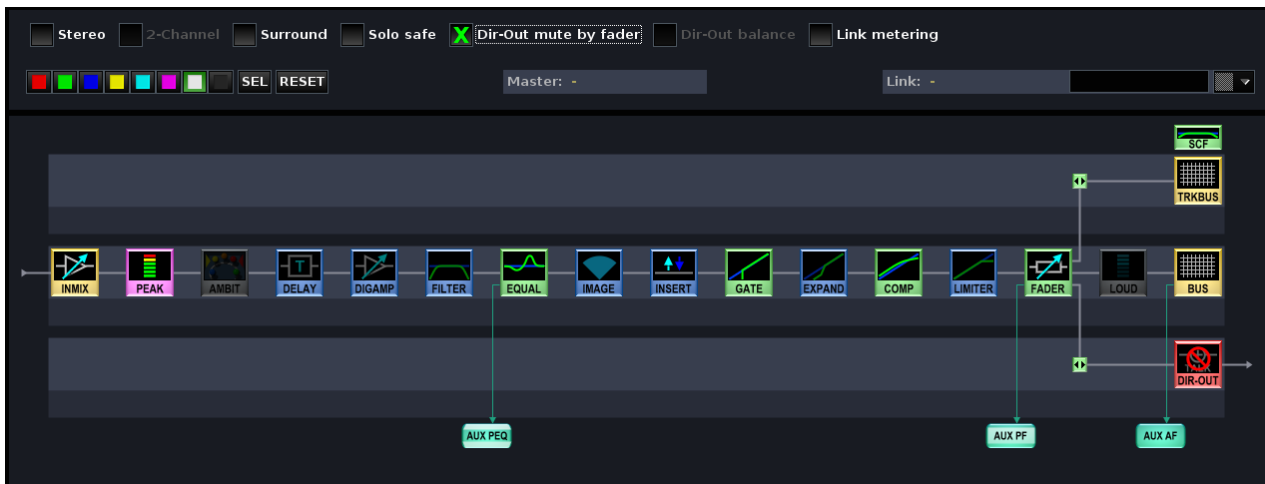 Stereo 2-Channel Surround Solo safe X Dir-Out mute by fader Dir-Out balance Link metering
SEL RESET Master: - Link: -
SCF
TRKBUS
T
INMIX PEAK AMBIT DELAY DIGAMP FILTER EQUAL IMAGE INSERT GATE EXPAND COMP LIMITER FADER LOUD BUS
TALK
DIR-OUT
AUX PEQ AUX PF AUX AF